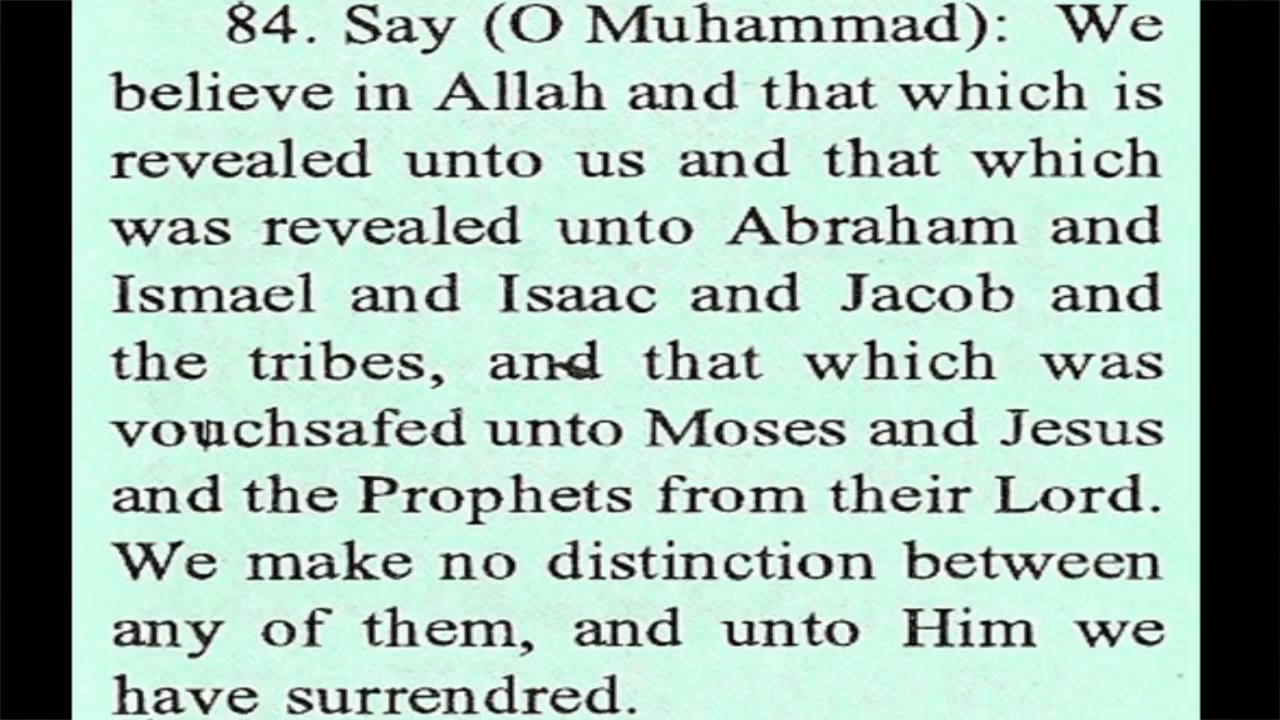 84. Say (O Muhammad): We
believe in Allah and that which is
revealed unto us and that which
was revealed unto Abraham and
Ismael and Isaac and Jacob and
the tribes, and that which was
vouchsafed unto Moses and Jesus
and the Prophets from their Lord.
We make no distinction between
any of them, and unto Him we
have surrendred.